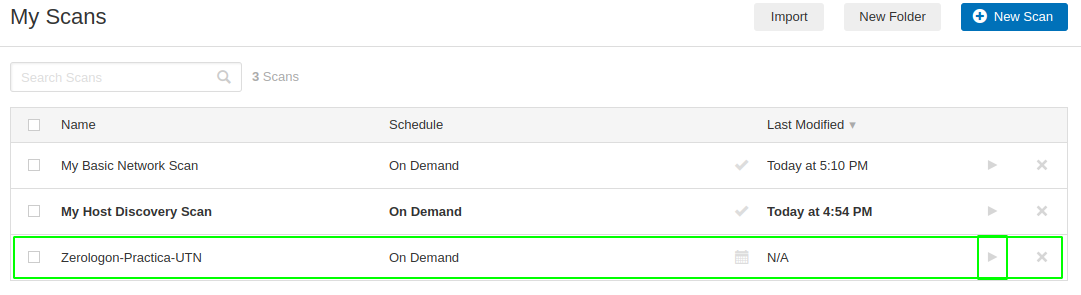 My Scans
Import
New Folder
New Scan
Search Scans
3 Scans
Name Schedule Last Modified ▼
My Basic Network Scan On Demand Today at 5:10 PM
My Host Discovery Scan On Demand Today at 4:54 PM
Zerologon-Practica-UTN On Demand N/A